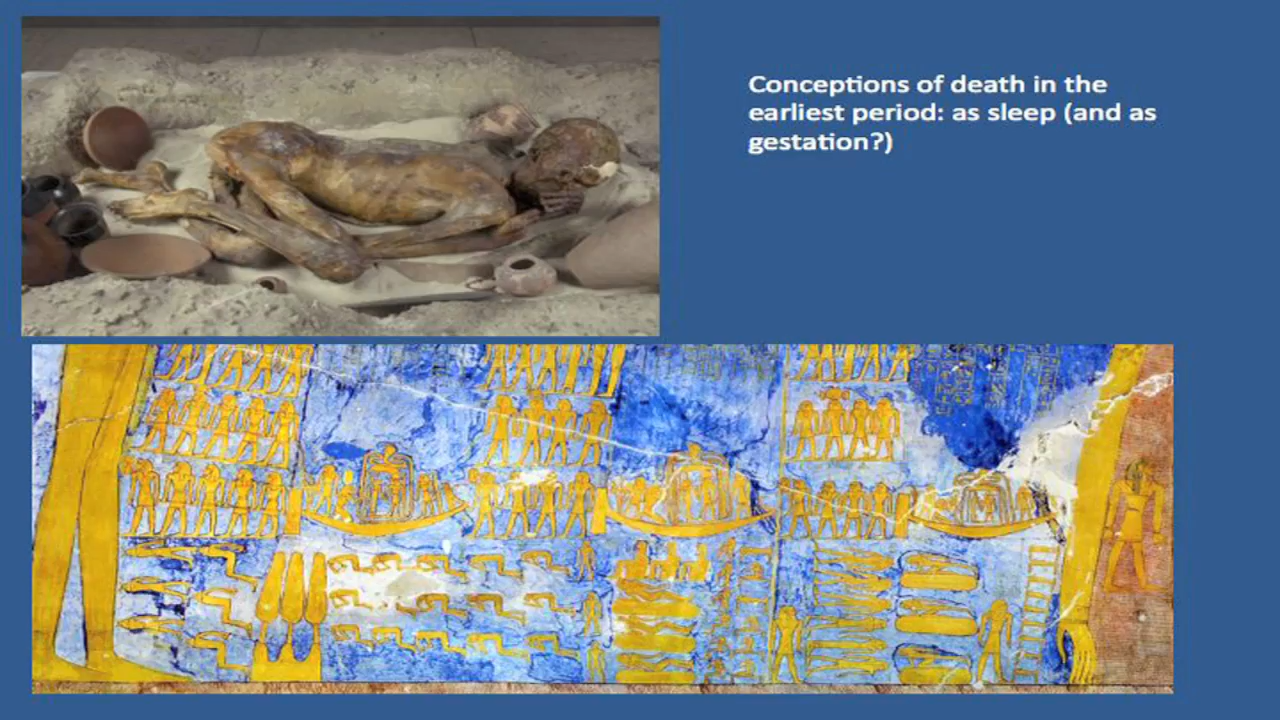 Conceptions of death in the
earliest period: as sleep (and as
gestation?)